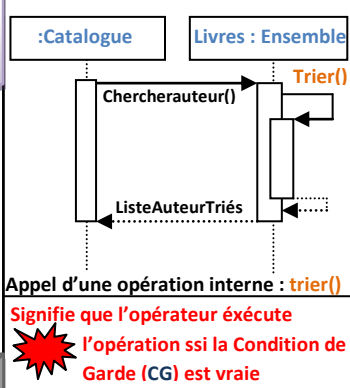 :Catalogue
Livres : Ensemble
Trier()
Chercherauteur()
ListeAuteurTriés
Appel d'une opération interne : trier()
Signifie que l'opérateur éxécute
l'opération ssi la Condition de
Garde (CG) est vraie